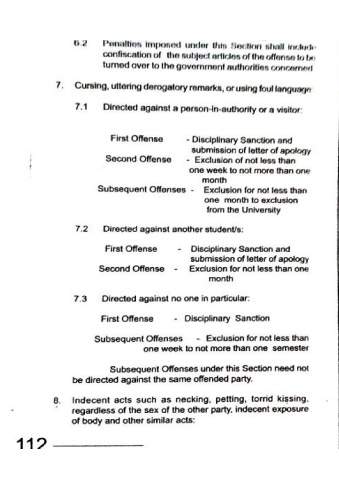 6.2 Penalties imposed under this Section shall include
confiscation of the subject articles of the offense to be
turned over to the government authorities concerned
7. Cursing, uttering derogatory remarks, or using foul language:
7.1 Directed against a person-in-authority or a visitor:
First Offense - Disciplinary Sanction and
submission of letter of apology
Second Offense - Exclusion of not less than
one week to not more than one
month
Subsequent Offenses - Exclusion for not less than
one month to exclusion
from the University
7.2 Directed against another student/s:
First Offense - Disciplinary Sanction and
submission of letter of apology
Second Offense - Exclusion for not less than one
month
7.3 Directed against no one in particular:
First Offense - Disciplinary Sanction
Subsequent Offenses - Exclusion for not less than
one week to not more than one semester
Subsequent Offenses under this Section need not
be directed against the same offended party.
8. Indecent acts such as necking, petting, torrid kissing,
regardless of the sex of the other party, indecent exposure
of body and other similar acts:
112